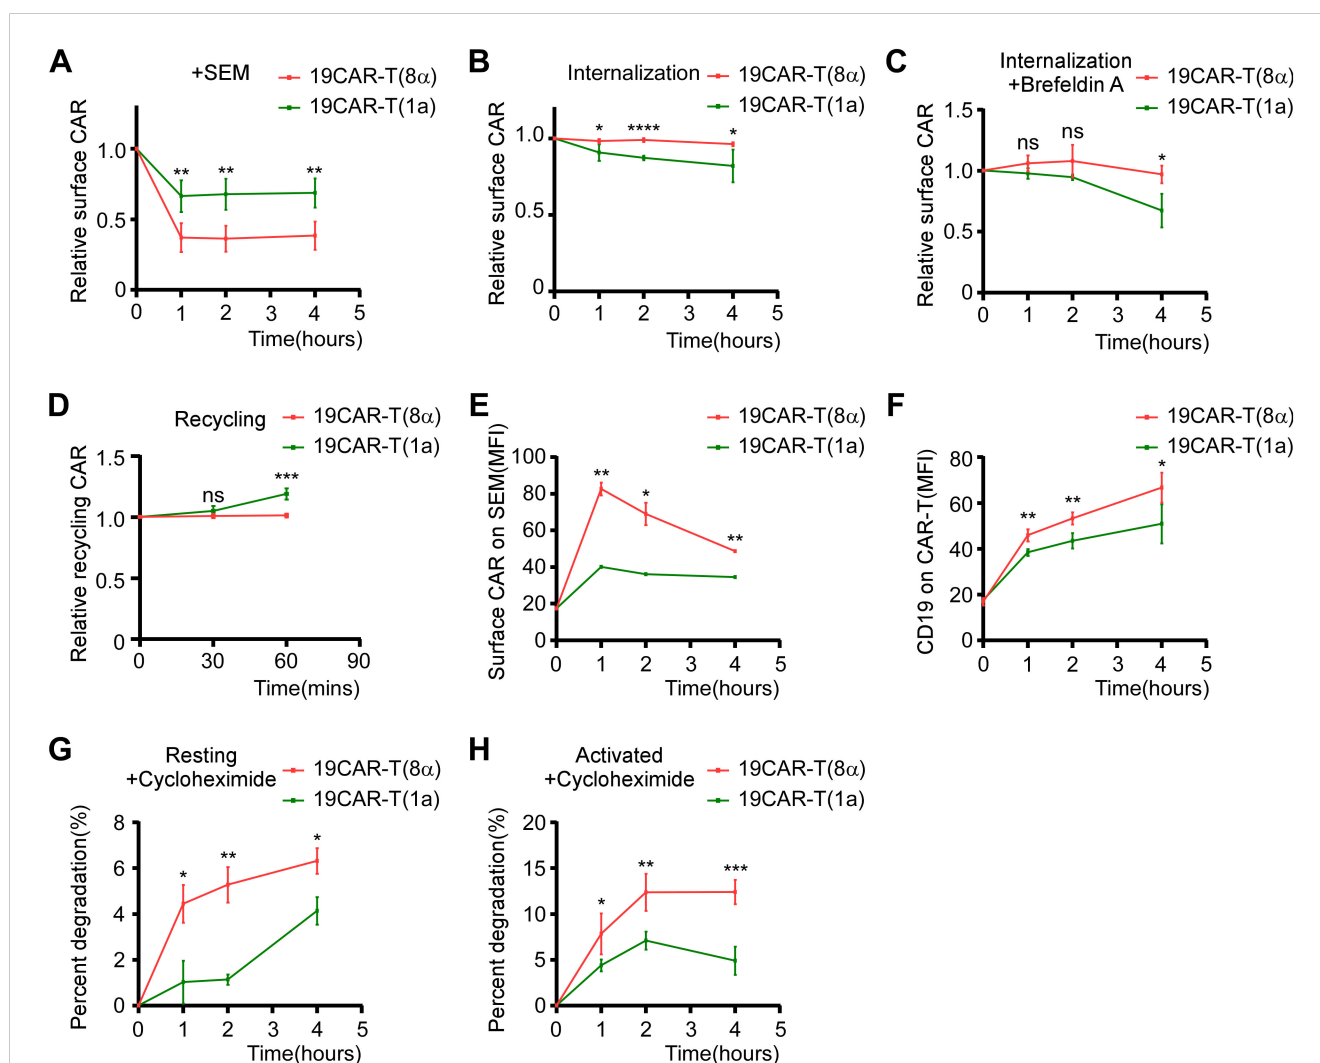 A
+SEM
19CAR-T(8α)
19CAR-T(1a)
Relative surface CAR
1.0
0.5
0
** ** **
0 1 2 3 4 5
Time(hours)
B
Internalization
19CAR-T(8α)
19CAR-T(1a)
Relative surface CAR
1.0
0.5
0
* **** *
0 1 2 3 4 5
Time(hours)
C
Internalization
+Brefeldin A
19CAR-T(8α)
19CAR-T(1a)
Relative surface CAR
1.5
1.0
0.5
0
ns ns *
0 1 2 3 4 5
Time(hours)
D
Recycling
19CAR-T(8α)
19CAR-T(1a)
Relative recycling CAR
1.5
1.0
0.5
0
ns ***
0 30 60 90
Time(mins)
E
19CAR-T(8α)
19CAR-T(1a)
Surface CAR on SEM(MFI)
100
80
60
40
20
0
** * **
0 1 2 3 4 5
Time(hours)
F
19CAR-T(8α)
19CAR-T(1a)
CD19 on CAR-T(MFI)
80
60
40
20
0
** ** *
0 1 2 3 4 5
Time(hours)
G
Resting
+Cycloheximide
19CAR-T(8α)
19CAR-T(1a)
Percent degradation(%)
8
6
4
2
0
* ** *
0 1 2 3 4 5
Time(hours)
H
Activated
+Cycloheximide
19CAR-T(8α)
19CAR-T(1a)
Percent degradation(%)
20
15
10
5
0
* ** ***
0 1 2 3 4 5
Time(hours)